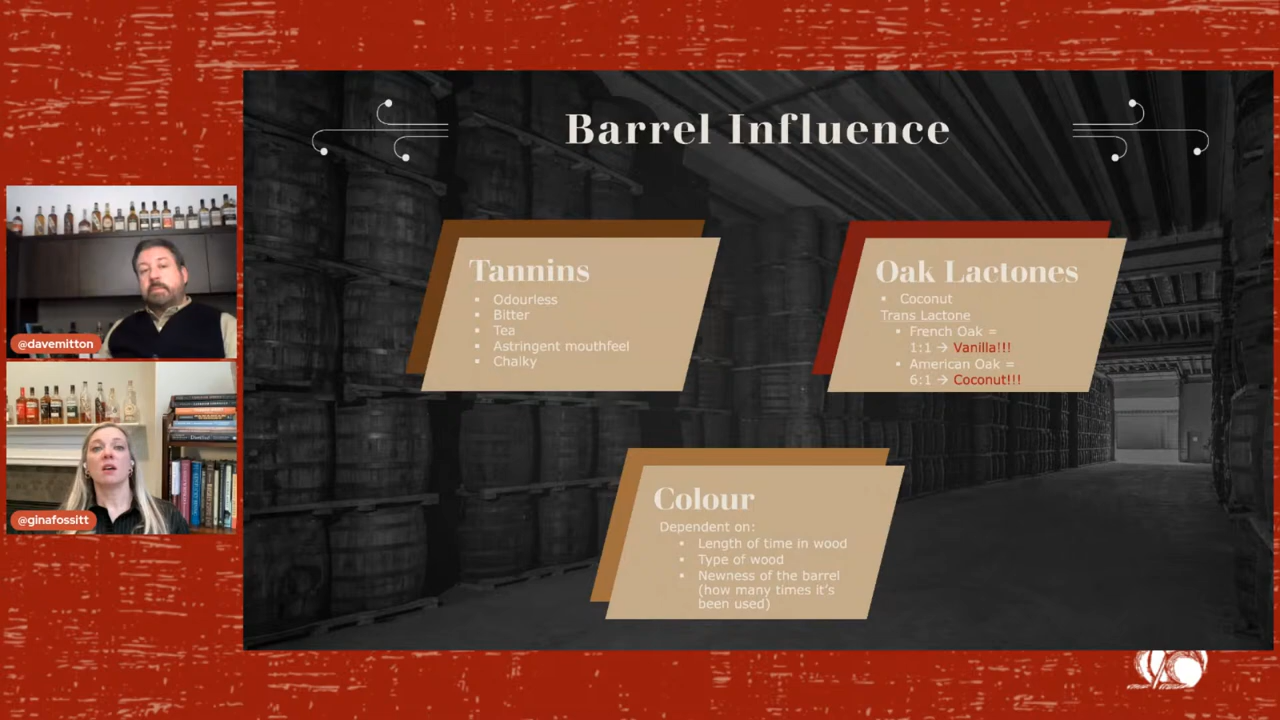 Barrel Influence
@davemitton
@ginafossitt
Tannins
▪ Odourless
▪ Bitter
▪ Tea
▪ Astringent mouthfeel
▪ Chalky
Oak Lactones
▪ Coconut
Trans Lactone
▪ French Oak =
1:1 → Vanilla!!!
▪ American Oak =
6:1 → Coconut!!!
Colour
Dependent on:
▪ Length of time in wood
▪ Type of wood
▪ Newness of the barrel
(how many times it's
been used)